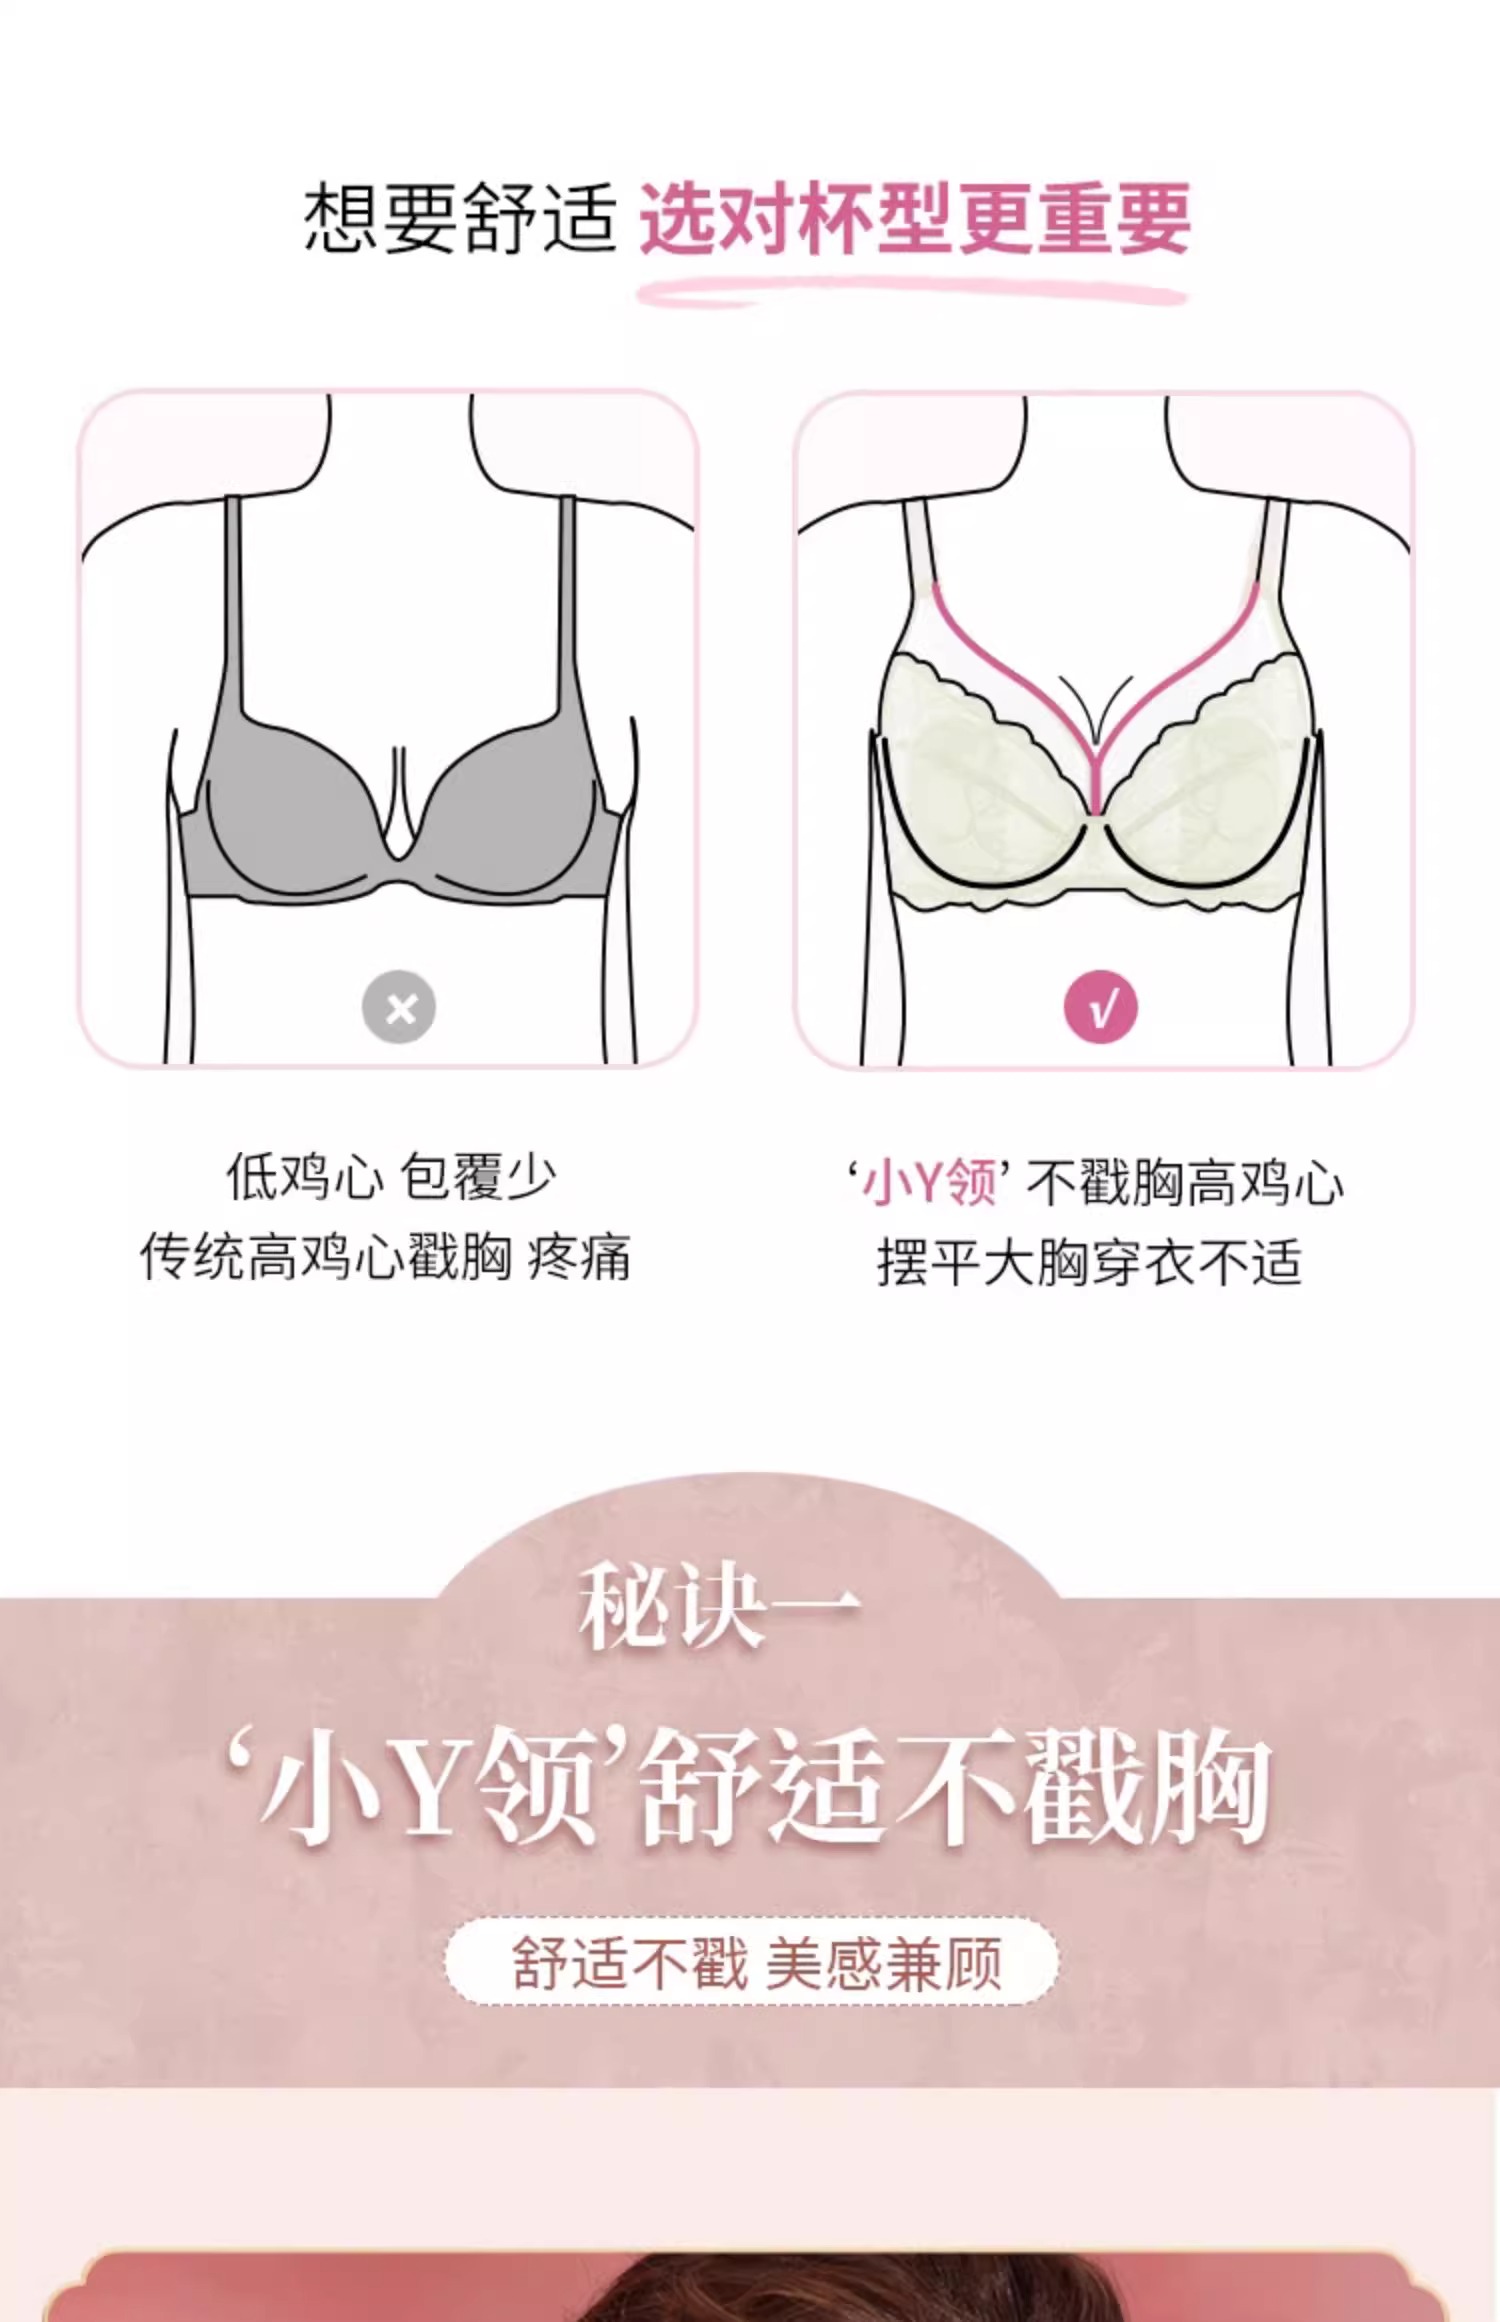 想要舒适 选对杯型更重要
低鸡心 包覆少
传统高鸡心戳胸 疼痛
‘小Y领’ 不戳胸高鸡心
摆平大胸穿衣不适
秘诀一
‘小Y领’舒适不戳胸
舒适不戳 美感兼顾